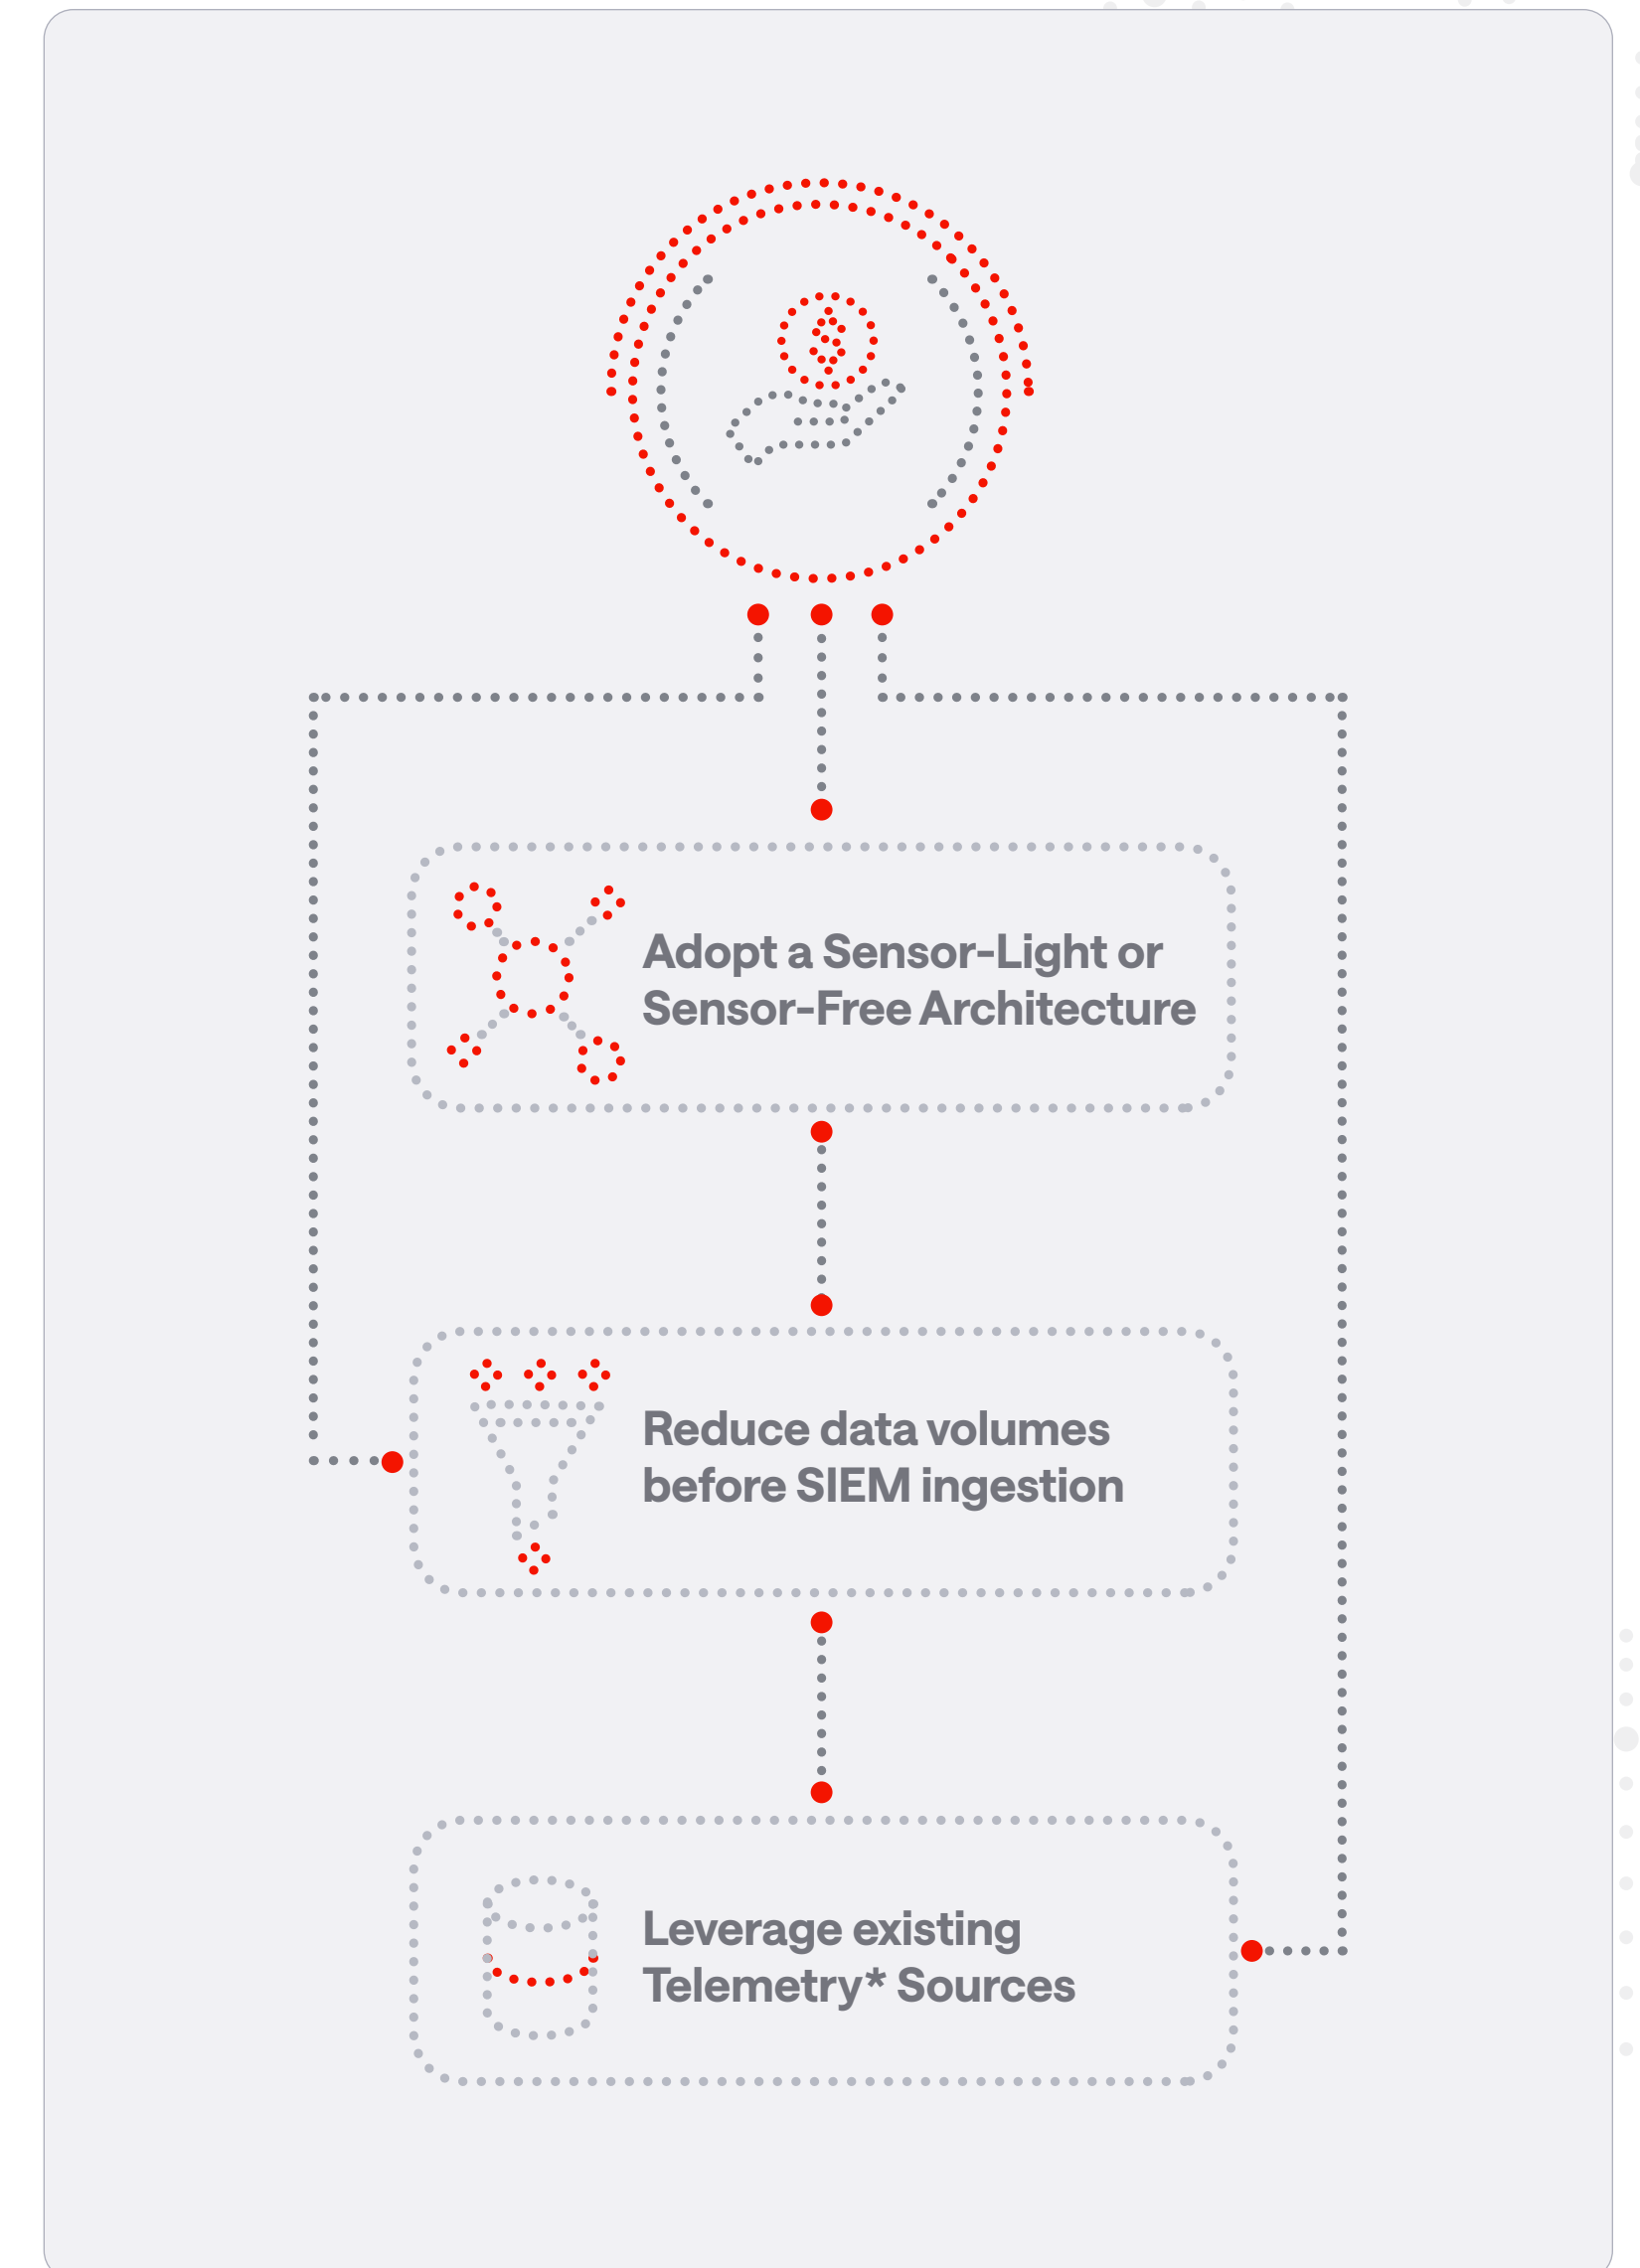 Adopt a Sensor-Light or
Sensor-Free Architecture
Reduce data volumes
before SIEM ingestion
Leverage existing
Telemetry* Sources